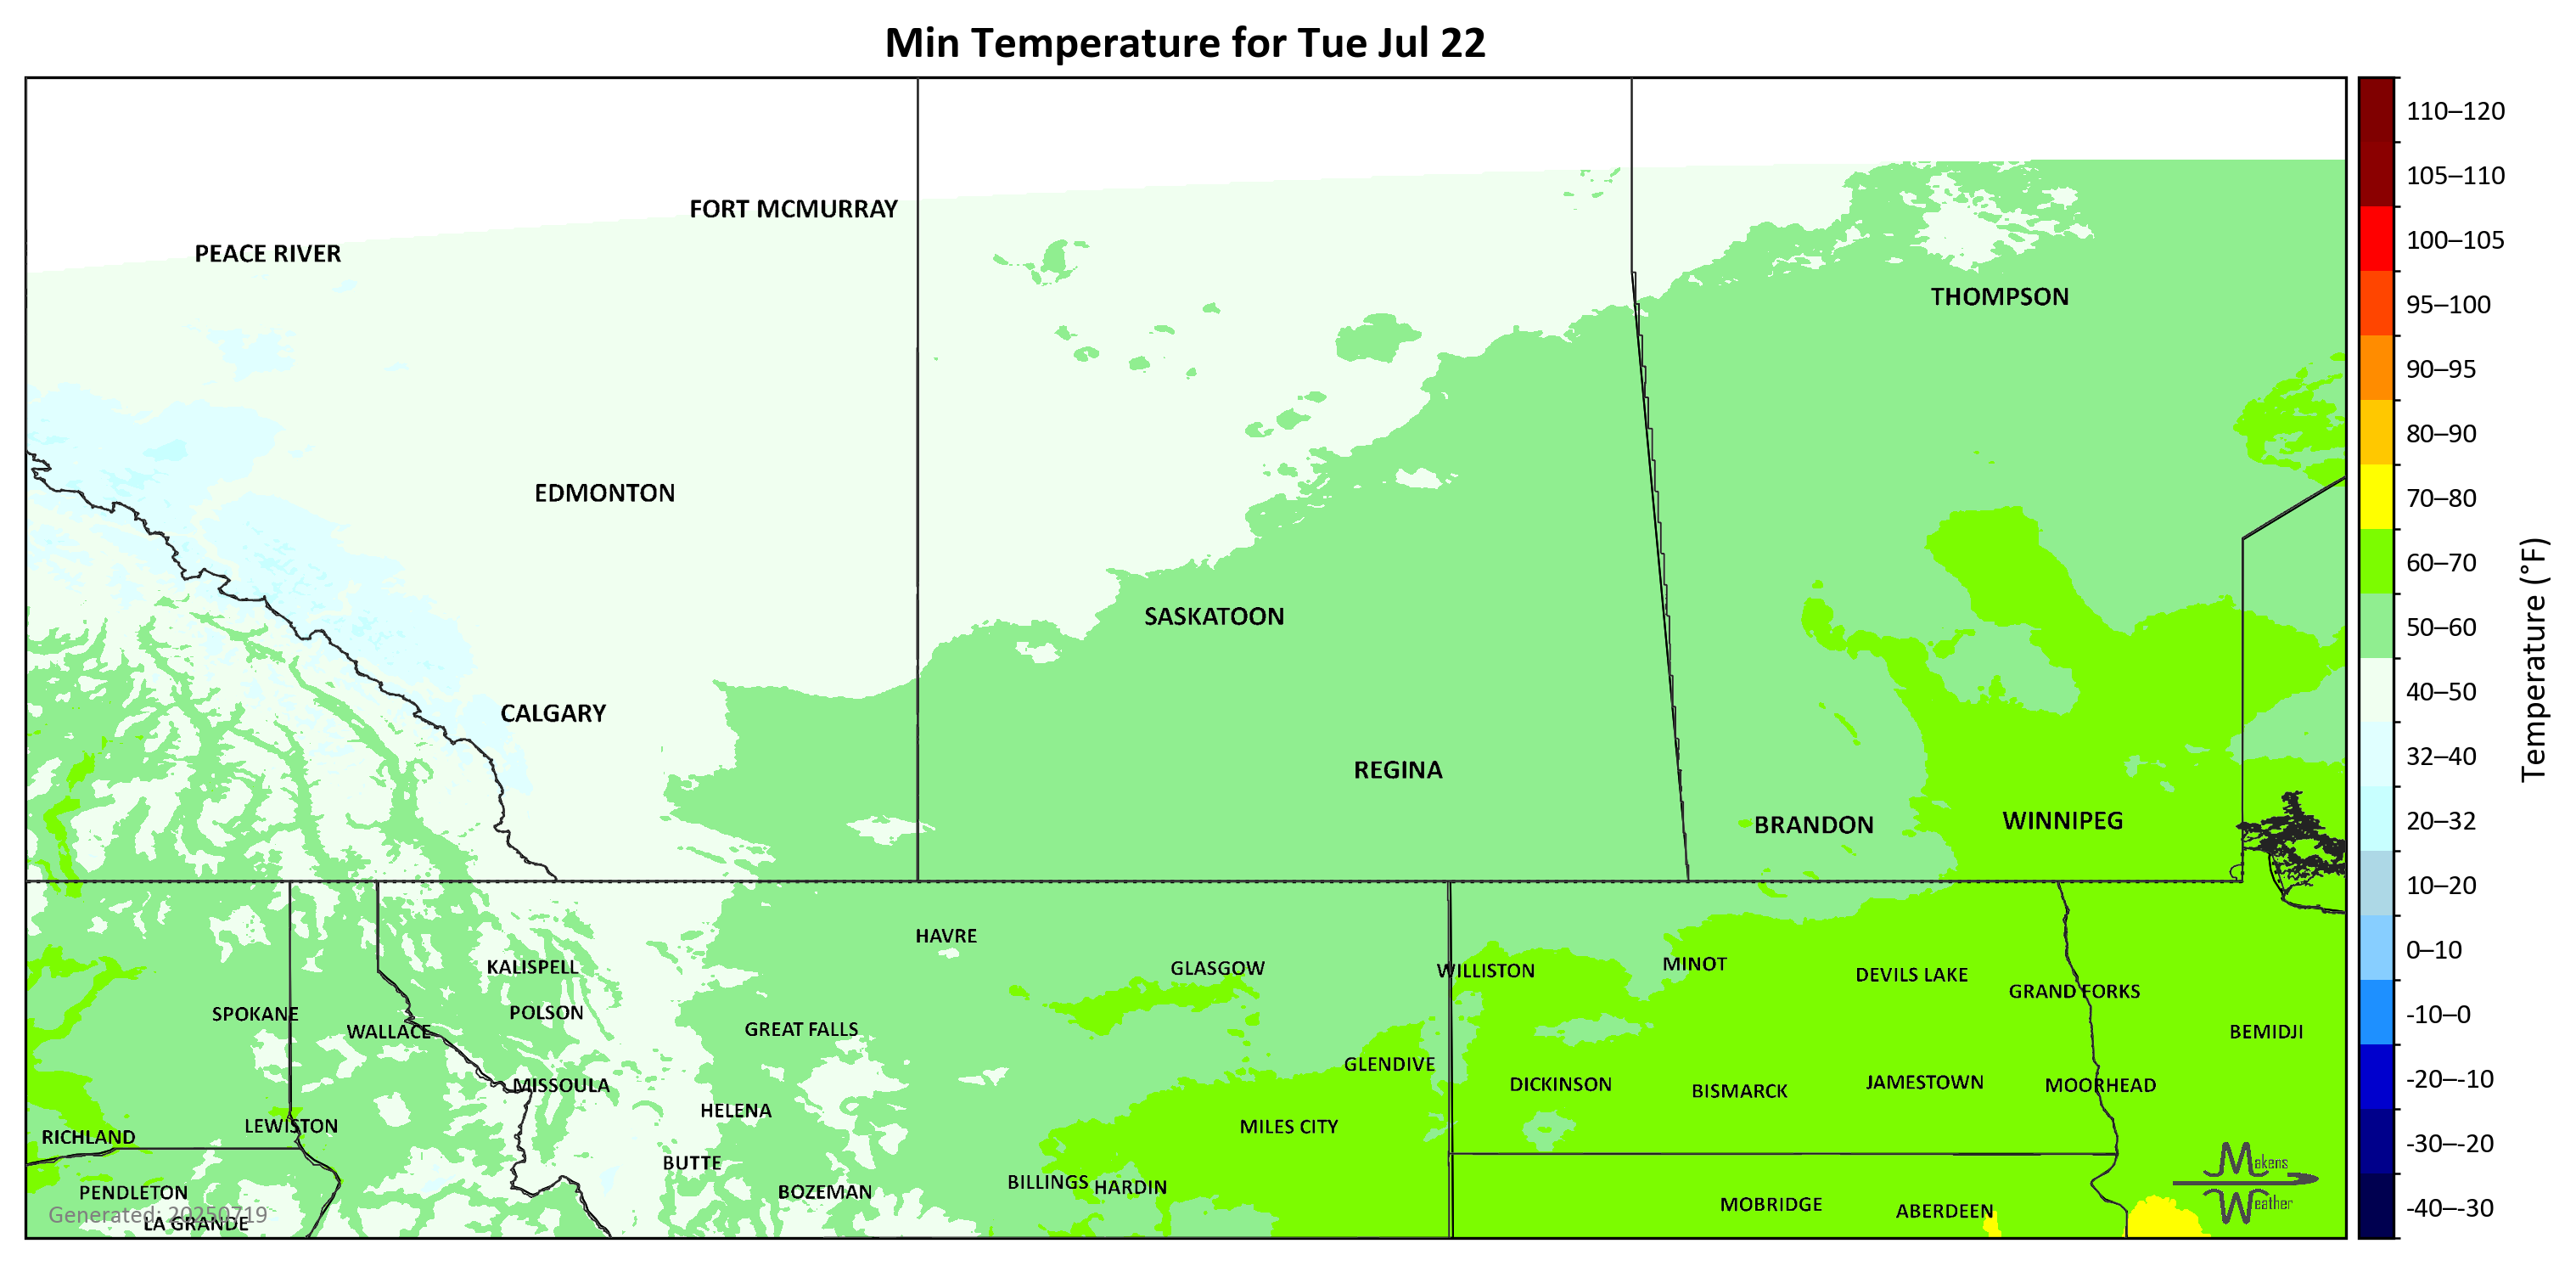 Min Temperature for Tue Jul 22
110–120
105–110
FORT MCMURRAY
100–105
PEACE RIVER
THOMPSON
95–100
90–95
80–90
EDMONTON
70–80
60–70
SASKATOON
50–60
Temperature (°F)
40–50
CALGARY
32–40
REGINA
BRANDON
WINNIPEG
20–32
10–20
HAVRE
0–10
KALISPELL
GLASGOW
WILLISTON
MINOT
DEVILS LAKE
GRAND FORKS
SPOKANE
POLSON
-10–0
WALLACE
GREAT FALLS
BEMIDJI
GLENDIVE
-20–-10
MISSOULA
DICKINSON
BISMARCK
JAMESTOWN
MOORHEAD
HELENA
LEWISTON
MILES CITY
RICHLAND
-30–-20
BUTTE
Makens
Weather
PENDLETON
BOZEMAN
BILLINGS
HARDIN
MOBRIDGE
ABERDEEN
-40–-30
Generated: 20250719
LA GRANDE